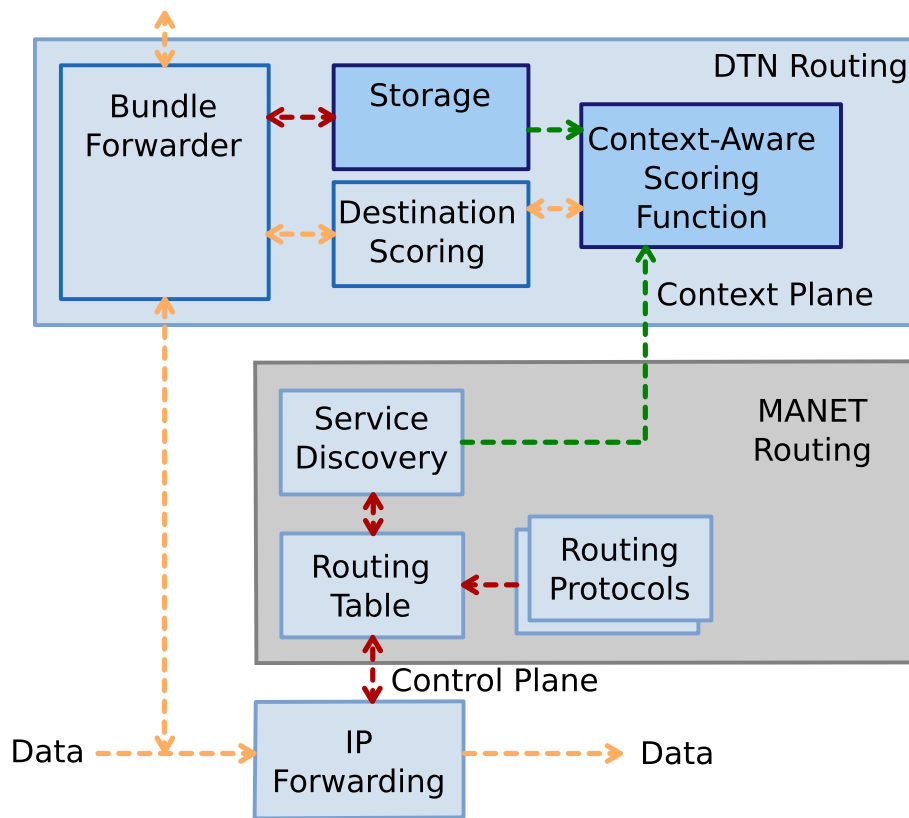 DTN Routing
Bundle
Forwarder
Storage
Context-Aware
Scoring
Function
Destination
Scoring
Context Plane
MANET
Routing
Service
Discovery
Routing
Table
Routing
Protocols
Control Plane
Data
IP
Forwarding
Data